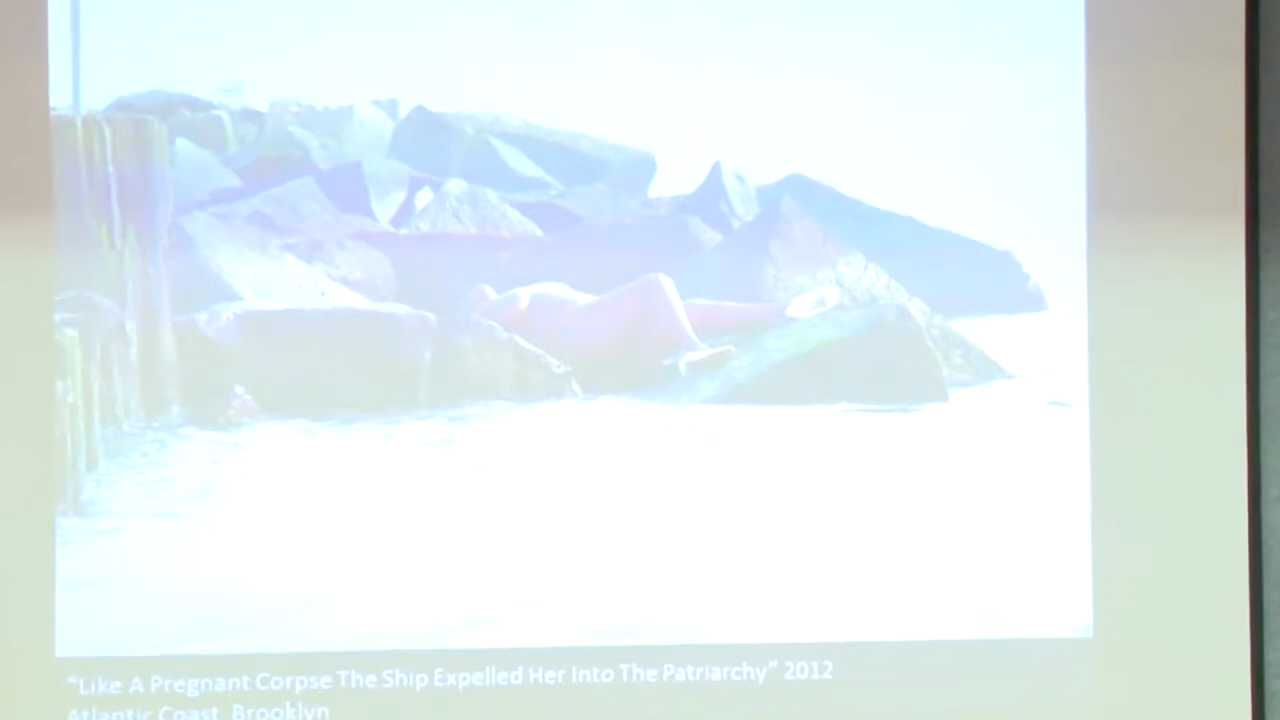 "Like A Pregnant Corpse The Ship Expelled Her Into The Patriarchy" 2012
Atlantic Coast, Brooklyn